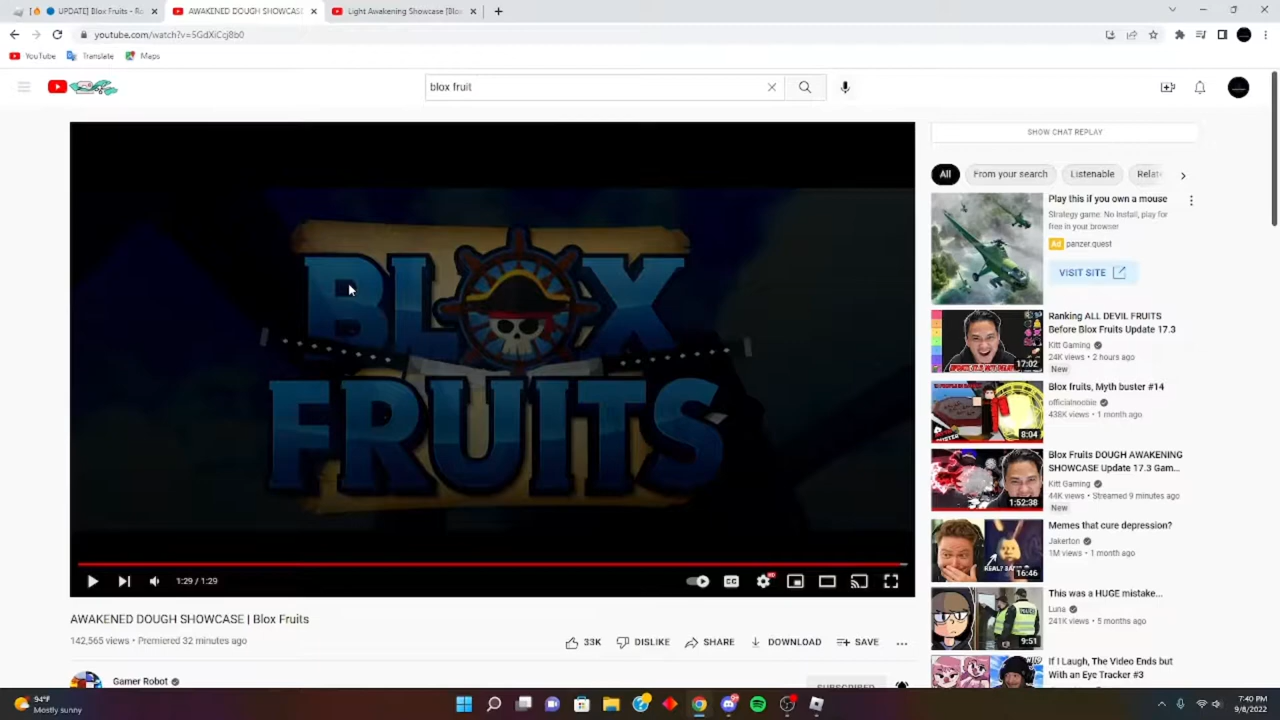 UPDATE] Blox Fruits - Ro
AWAKENED DOUGH SHOWCASE
Light Awakening Showcase [Blox
youtube.com/watch?v=5GdXiCcj8b0
YouTube
Translate
Maps
blox fruit
BLOX
FRUITS
1:29 / 1:29
CC
AWAKENED DOUGH SHOWCASE | Blox Fruits
142,565 views • Premiered 32 minutes ago
33K
DISLIKE
SHARE
DOWNLOAD
SAVE
Gamer Robot
SUBSCRIBED
SHOW CHAT REPLAY
All
From your search
Listenable
Relate
Play this if you own a mouse
Strategy game: No install, play for
free in your browser
Ad panzer.quest
VISIT SITE
Ranking ALL DEVIL FRUITS
Before Blox Fruits Update 17.3
Kitt Gaming
24K views • 2 hours ago
New
17:02
Blox fruits, Myth buster #14
officialnoobie
438K views • 1 month ago
8:04
Blox Fruits DOUGH AWAKENING
SHOWCASE Update 17.3 Gam...
Kitt Gaming
44K views • Streamed 9 minutes ago
New
1:52:38
Memes that cure depression?
Jakerton
1M views • 1 month ago
16:46
This was a HUGE mistake...
Luna
241K views • 5 months ago
9:51
If I Laugh, The Video Ends but
With an Eye Tracker #3
94°F
Mostly sunny
7:40 PM
9/8/2022